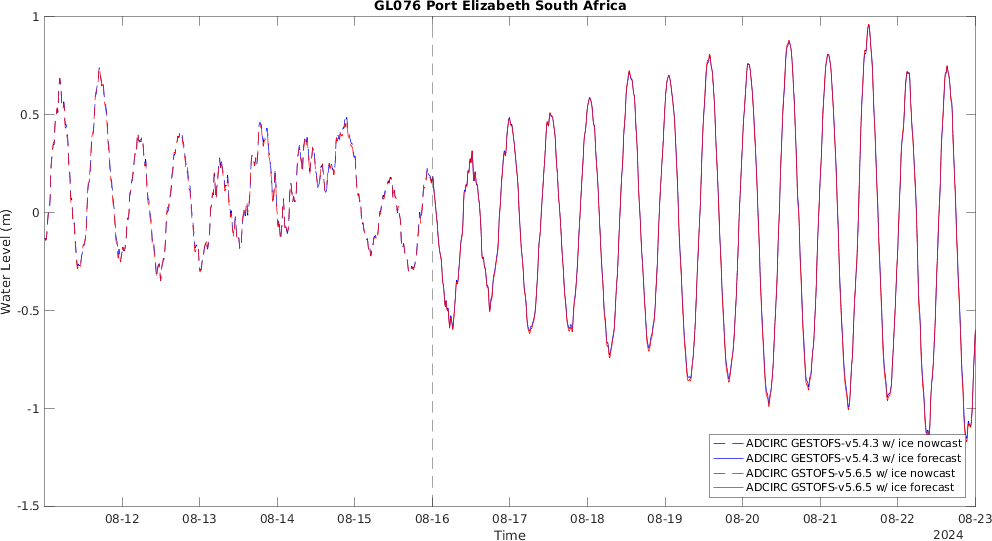 GL076 Port Elizabeth South Africa
1
0.5
0
-0.5
-1
-1.5
Water Level (m)
ADCIRC GESTOFS-v5.4.3 w/ ice nowcast
ADCIRC GESTOFS-v5.4.3 w/ ice forecast
ADCIRC GSTOFS-v5.6.5 w/ ice nowcast
ADCIRC GSTOFS-v5.6.5 w/ ice forecast
08-12 08-13 08-14 08-15 08-16 08-17 08-18 08-19 08-20 08-21 08-22 08-23
Time
2024